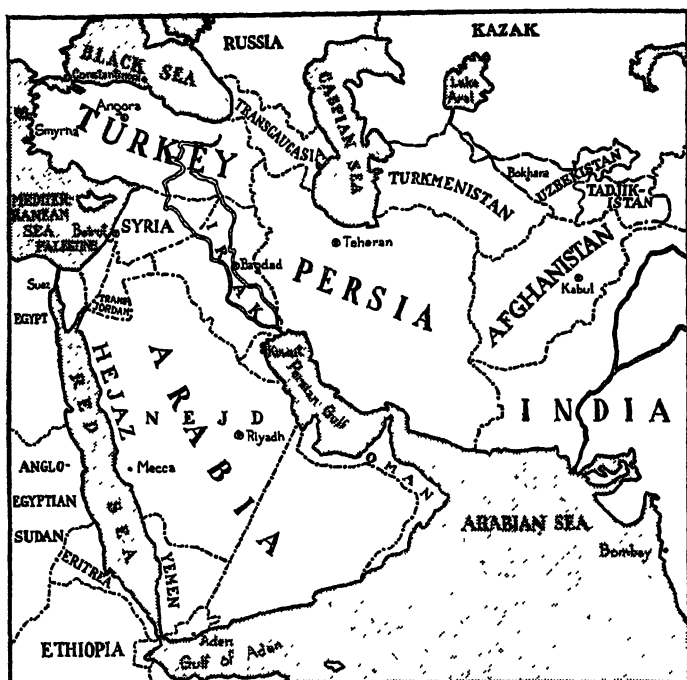 RUSSIA
KAZAK
BLACK SEA
Constantinople
CASPIAN SEA
Lake Aral
Angora
Smyrna
TURKEY
TRANSCAUCASIA
TURKMENISTAN
Bokhara
UZBEKISTAN
TADJIK-
ISTAN
MEDITER-
RANEAN
SEA
PALESTINE
Beirut
SYRIA
IRAK
Bagdad
Teheran
PERSIA
AFGHANISTAN
Kabul
Suez
EGYPT
TRANS
JORDAN
Kuwait
Persian Gulf
HEJAZ
RED SEA
ARABIA
NEJD
Riyadh
Mecca
OMAN
INDIA
ANGLO-
EGYPTIAN
SUDAN
ERITREA
YEMEN
ARABIAN SEA
Bombay
ETHIOPIA
Aden
Gulf of Aden